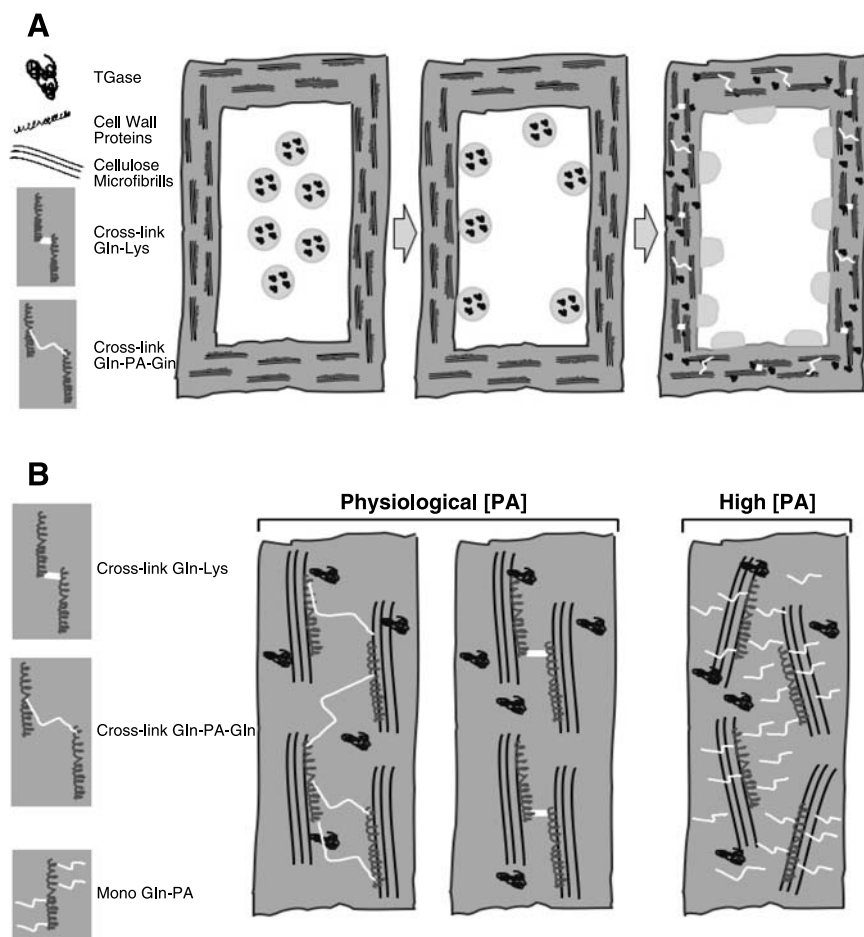 A
TGase
Cell Wall
Proteins
Cellulose
Microfibrills
Cross-link
Gln-Lys
Cross-link
Gln-PA-Gln
B
Physiological [PA]
High [PA]
Cross-link Gln-Lys
Cross-link Gln-PA-Gln
Mono Gln-PA